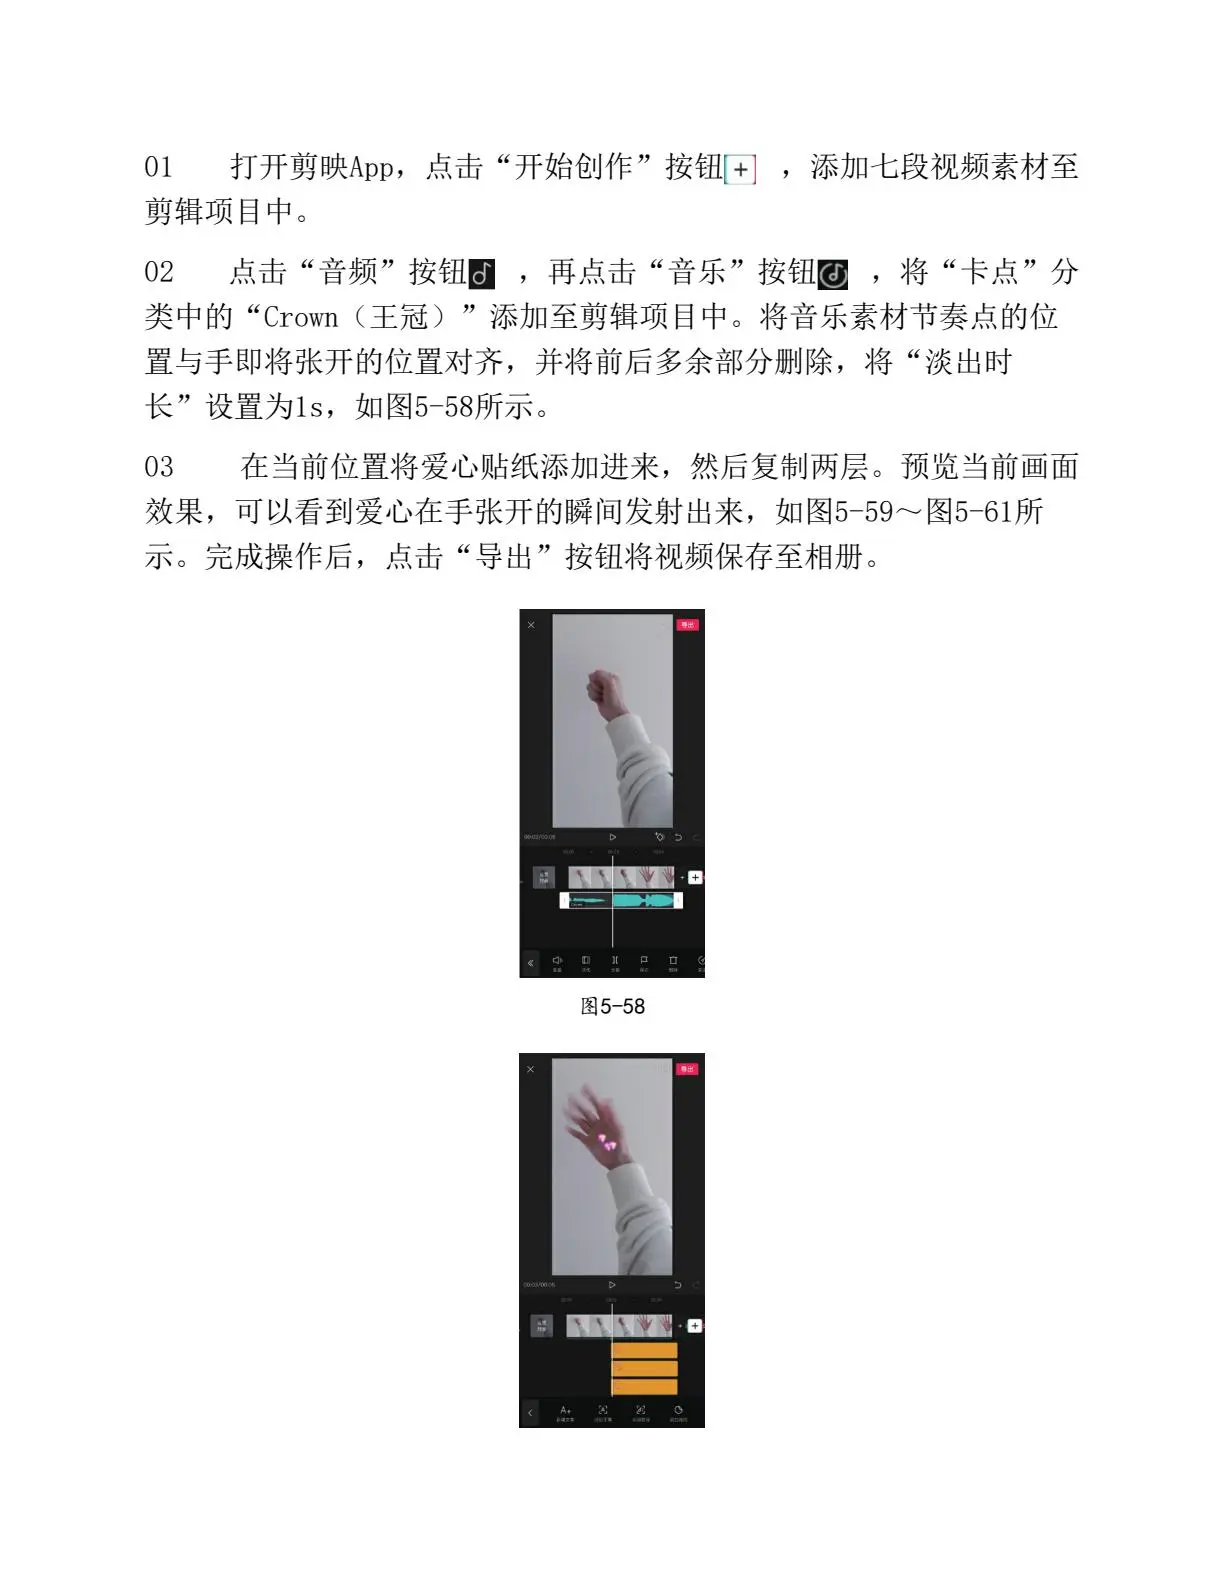 01 打开剪映App，点击“开始创作”按钮 ，添加七段视频素材至
剪辑项目中。
02 点击“音频”按钮 ，再点击“音乐”按钮 ，将“卡点”分
类中的“Crown（王冠）”添加至剪辑项目中。将音乐素材节奏点的位
置与手即将张开的位置对齐，并将前后多余部分删除，将“淡出时
长”设置为1s，如图5-58所示。
03 在当前位置将爱心贴纸添加进来，然后复制两层。预览当前画面
效果，可以看到爱心在手张开的瞬间发射出来，如图5-59～图5-61所
示。完成操作后，点击“导出”按钮将视频保存至相册。
导出
图5-58
导出